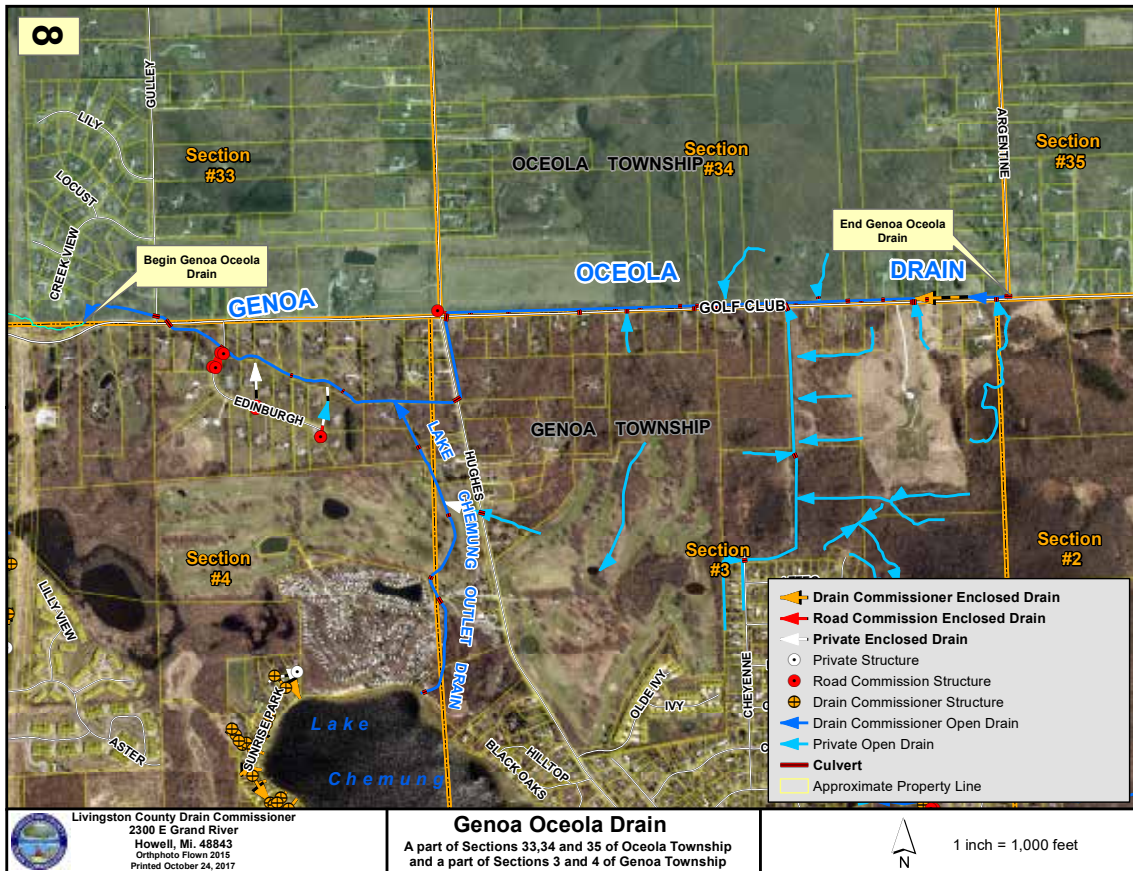 8
GULLEY
LILY
LOCUST
CREEK VIEW
Section
#33
OCEOLA TOWNSHIP
Section
#34
ARGENTINE
Section
#35
Begin Genoa Oceola
Drain
End Genoa Oceola
Drain
GENOA
OCEOLA
DRAIN
GOLF CLUB
EDINBURGH
GENOA TOWNSHIP
LAKE
CHEMUNG
OUTLET
DRAIN
HUGHES
Section
#4
Section
#3
Section
#2
LILLY VIEW
ASTER
SUNRISE PARK
Lake
Chemung
BLACK OAKS
HILLTOP
OLDE IVY
IVY
CHEYENNE
Drain Commissioner Enclosed Drain
Road Commission Enclosed Drain
Private Enclosed Drain
Private Structure
Road Commission Structure
Drain Commissioner Structure
Drain Commissioner Open Drain
Private Open Drain
Culvert
Approximate Property Line
Livingston County Drain Commissioner
2300 E Grand River
Howell, Mi. 48843
Orthphoto Flown 2015
Printed October 24, 2017
Genoa Oceola Drain
A part of Sections 33,34 and 35 of Oceola Township
and a part of Sections 3 and 4 of Genoa Township
N
1 inch = 1,000 feet